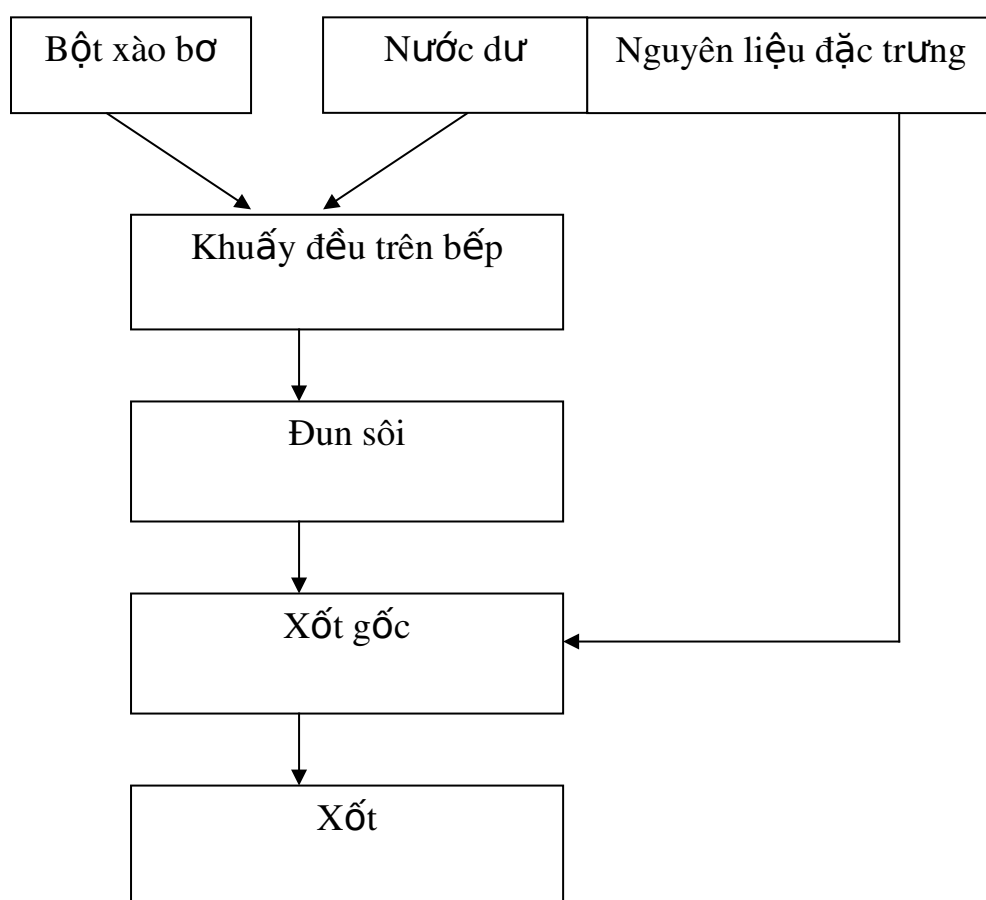 Bột xào bơ
Nước dư
Nguyên liệu đặc trưng
Khuấy đều trên bếp
Đun sôi
Xốt gốc
Xốt